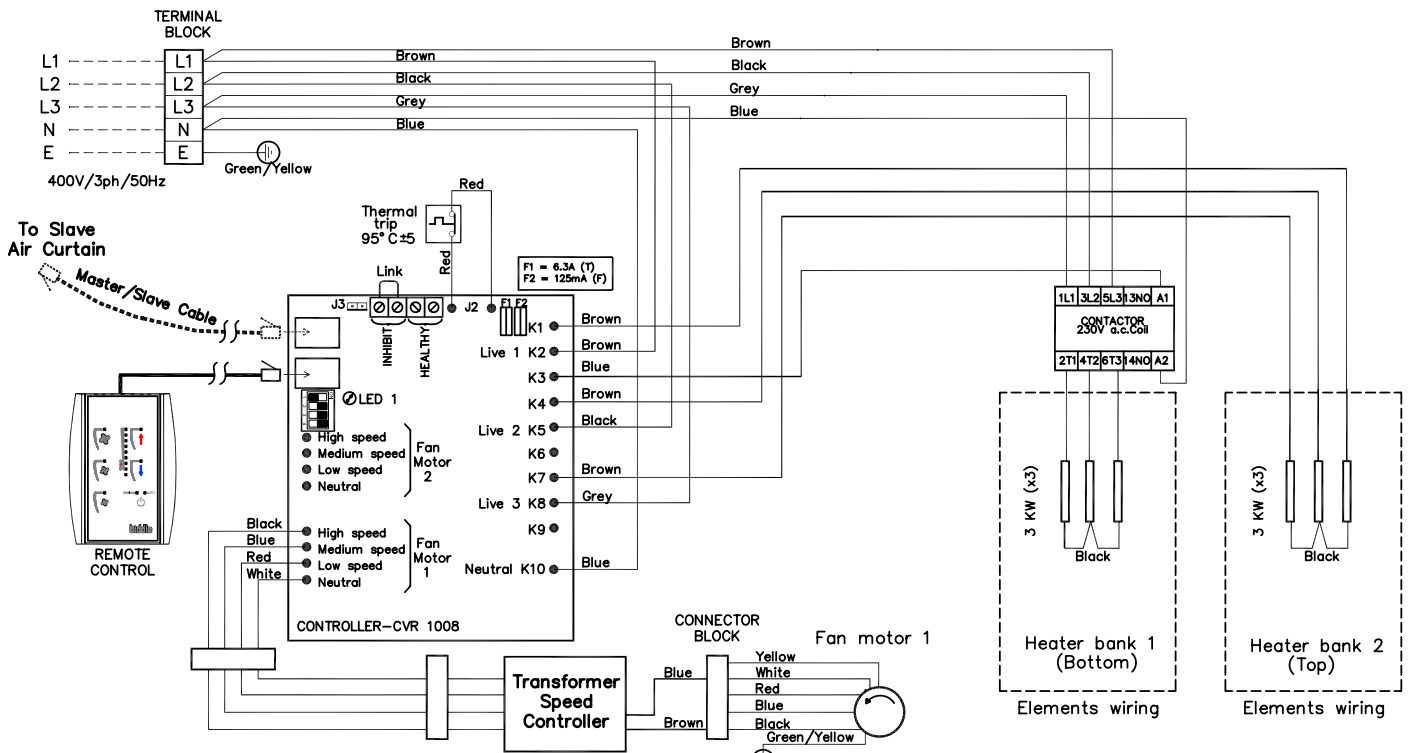 TERMINAL
BLOCK
L1 L1
L2 L2
L3 L3
N N
E E
400V/3ph/50Hz
Green/Yellow
Brown
Black
Grey
Blue
Brown
Black
Grey
Blue
To Slave
Air Curtain
Master/Slave Cable
Thermal
trip
95°C±5
Red
Red
F1 = 6.3A (T)
F2 = 125mA (F)
Link
J3
J2
F1 F2
INHIBIT
HEALTHY
K1 Brown
Live 1 K2 Brown
K3 Blue
K4 Brown
Live 2 K5 Black
K6
K7 Brown
Live 3 K8 Grey
K9
Neutral K10 Blue
LED 1
High speed
Medium speed
Low speed
Neutral
Fan
Motor
2
Black High speed
Blue Medium speed
Red Low speed
White Neutral
Fan
Motor
1
CONTROLLER-CVR 1008
biddle
REMOTE
CONTROL
1L1 3L2 5L3 13NO A1
CONTACTOR
230V a.c.Coil
2T1 4T2 6T3 14NO A2
3 KW (x3)
Black
Heater bank 1
(Bottom)
Elements wiring
3 KW (x3)
Black
Heater bank 2
(Top)
Elements wiring
Transformer
Speed
Controller
Blue
Brown
CONNECTOR
BLOCK
Fan motor 1
Yellow
White
Red
Blue
Black
Green/Yellow